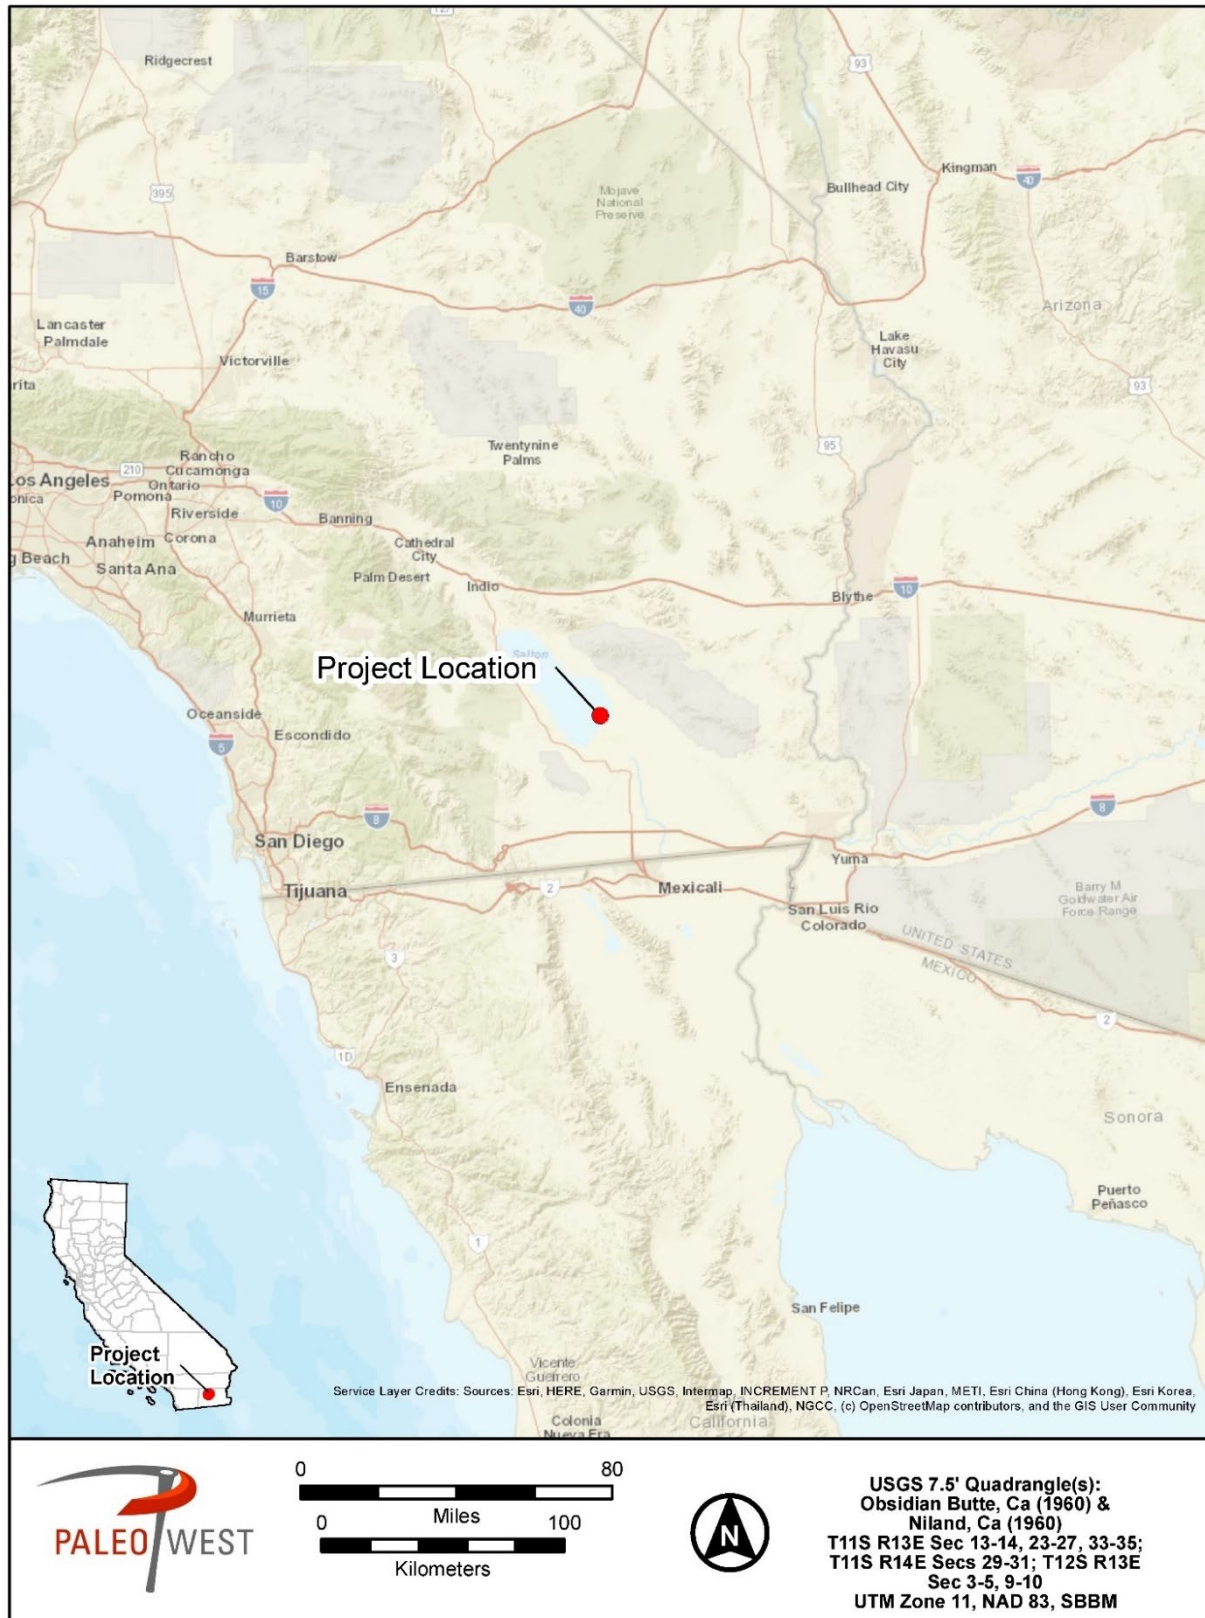 127
Ridgecrest
93
Kingman
40
395
Mojave
National
Preserve
Bullhead City
Barstow
15
40
Arizona
Lancaster
Palmdale
Lake
Havasu
City
Victorville
93
rita
Twentynine
Palms
95
Rancho
Cucamonga
210
Ontario
Los Angeles
Pomona
onica
10
Riverside
Banning
Anaheim
Corona
Cathedral
City
g Beach
Santa Ana
Palm Desert
Indio
10
Blythe
Murrieta
Salton
Project Location
Oceanside
5
Escondido
8
8
San Diego
Yuma
Tijuana
2
Mexicali
Barry M
Goldwater Air
Force Range
San Luis Rio
Colorado
UNITED STATES
MEXICO
3
2
1D
Ensenada
Sonora
Puerto
Peñasco
1
San Felipe
Project
Location
Vicente
Guerrero
Service Layer Credits: Sources: Esri, HERE, Garmin, USGS, Intermap, INCREMENT P, NRCan, Esri Japan, METI, Esri China (Hong Kong), Esri Korea,
Esri (Thailand), NGCC, (c) OpenStreetMap contributors, and the GIS User Community
California
Colonia
Nueva Era
PALEO WEST
0 80
Miles
0 100
Kilometers
N
USGS 7.5' Quadrangle(s):
Obsidian Butte, Ca (1960) &
Niland, Ca (1960)
T11S R13E Sec 13-14, 23-27, 33-35;
T11S R14E Secs 29-31; T12S R13E
Sec 3-5, 9-10
UTM Zone 11, NAD 83, SBBM